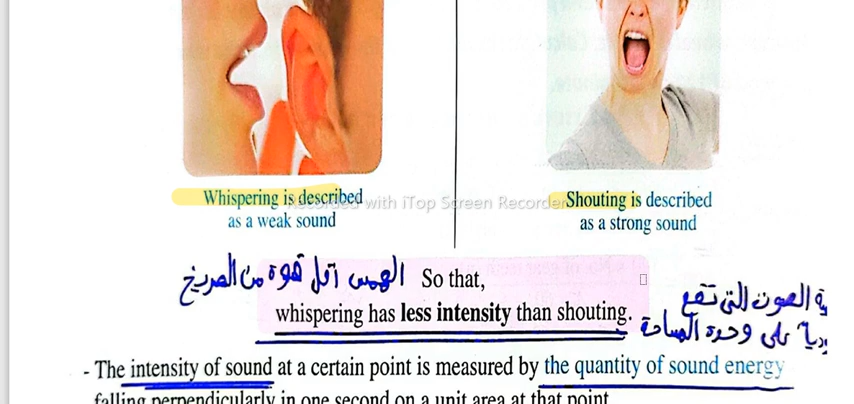 Whispering is described
as a weak sound
Shouting is described
as a strong sound
Recorded with iTop Screen Recorder
الهمس أقل قوة من الصريخ
So that,
whispering has less intensity than shouting.
ية الصوت التي تقع
وديا على وحدة المساحة
- The intensity of sound at a certain point is measured by the quantity of sound energy
falling perpendicularly in one second on a unit area at that point